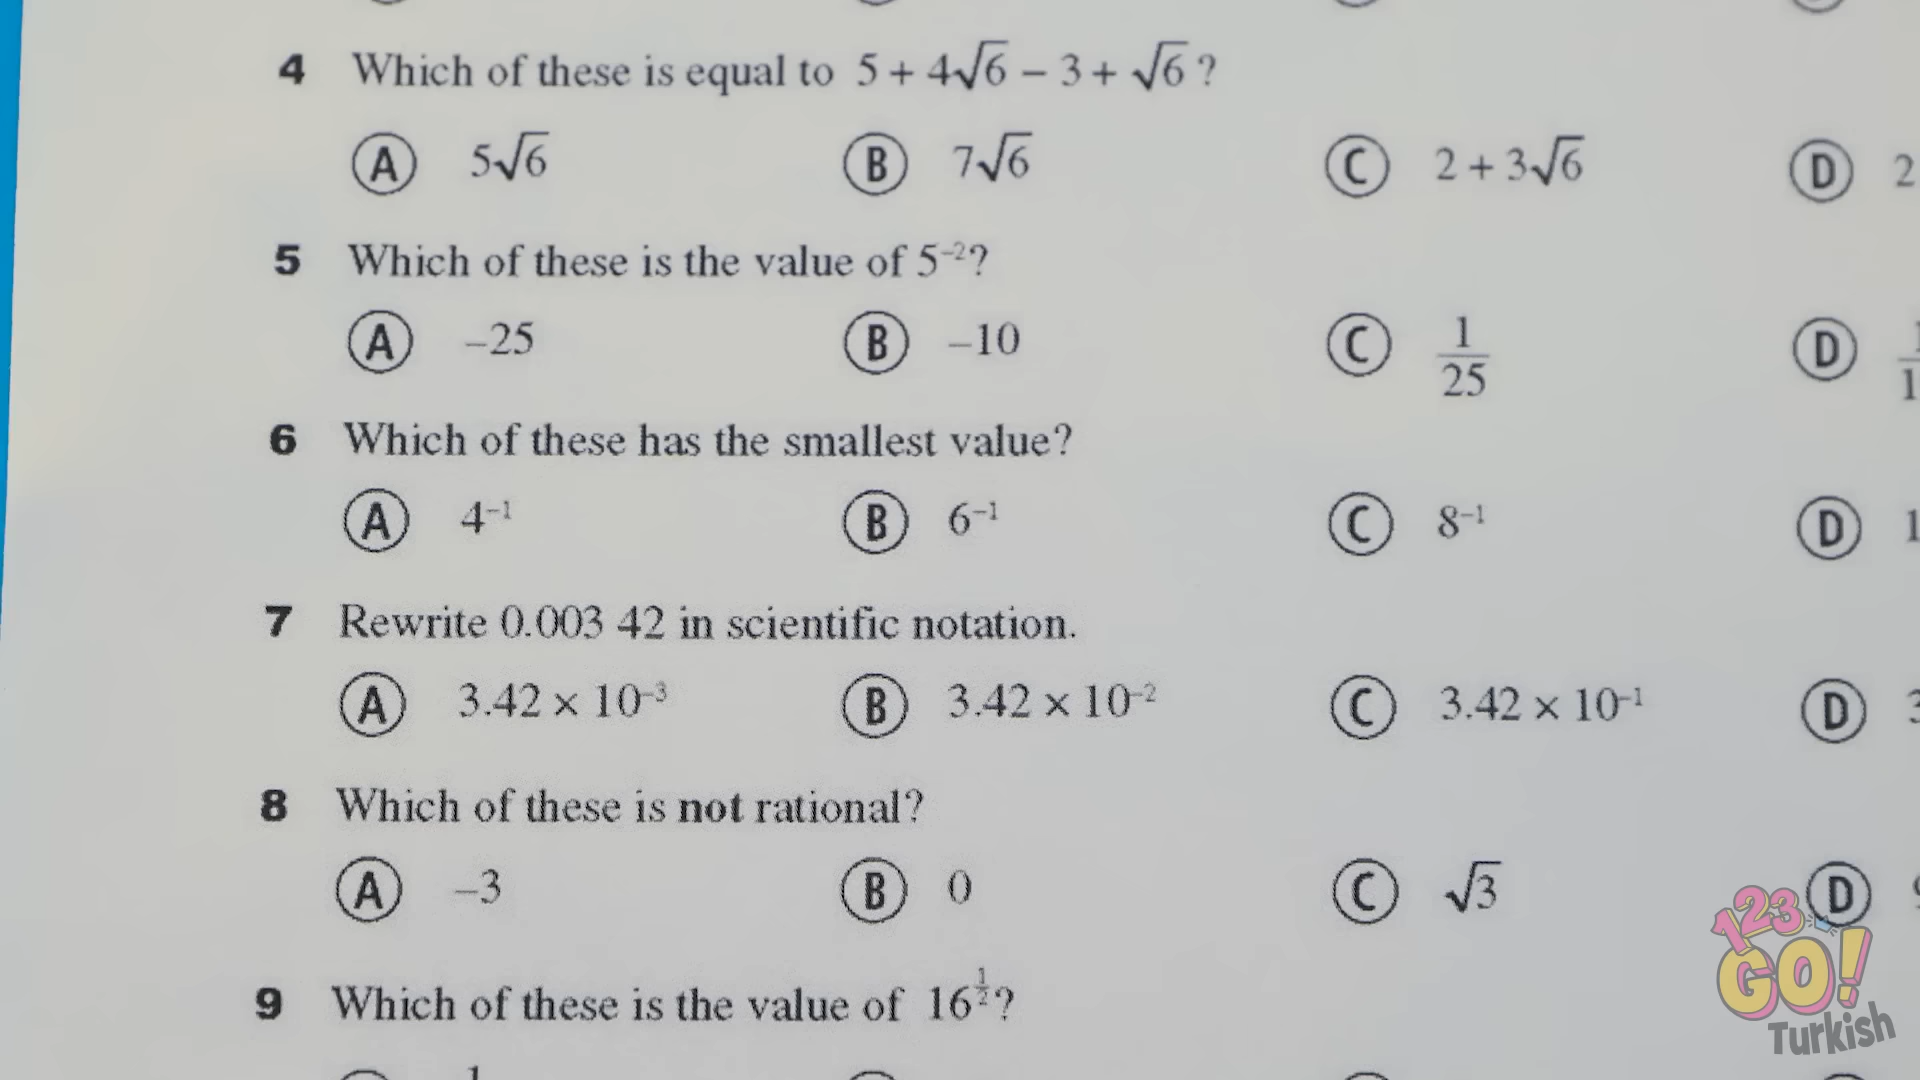 4 Which of these is equal to 5 + 4√6 – 3 + √6 ?
A 5√6 B 7√6 C 2 + 3√6 D 2
5 Which of these is the value of 5⁻²?
A –25 B –10 C 1/25 D
6 Which of these has the smallest value?
A 4⁻¹ B 6⁻¹ C 8⁻¹ D 1
7 Rewrite 0.003 42 in scientific notation.
A 3.42 × 10⁻³ B 3.42 × 10⁻² C 3.42 × 10⁻¹ D 3
8 Which of these is not rational?
A –3 B 0 C √3 D
9 Which of these is the value of 16^(1/2)?
123 GO! Turkish